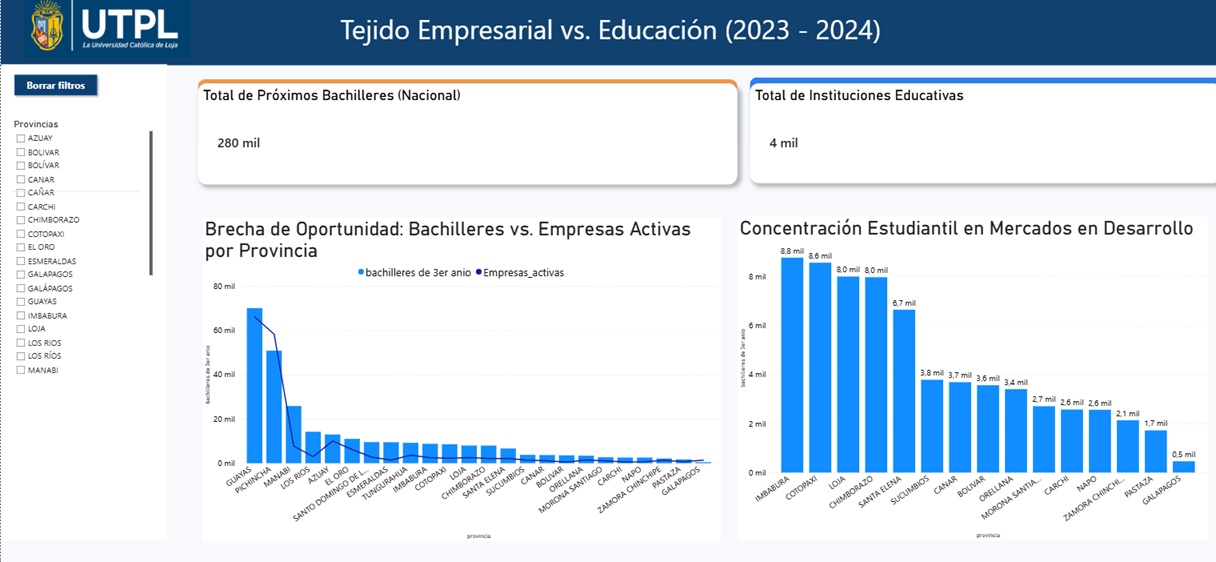 UTPL
La Universidad Católica de Loja
Tejido Empresarial vs. Educación (2023 - 2024)
Borrar filtros
Provincias
AZUAY
BOLIVAR
BOLÍVAR
CANAR
CAÑAR
CARCHI
CHIMBORAZO
COTOPAXI
EL ORO
ESMERALDAS
GALAPAGOS
GALÁPAGOS
GUAYAS
IMBABURA
LOJA
LOS RIOS
LOS RÍOS
MANABI
Total de Próximos Bachilleres (Nacional)
280 mil
Total de Instituciones Educativas
4 mil
Brecha de Oportunidad: Bachilleres vs. Empresas Activas
por Provincia
bachilleres de 3er anio Empresas_activas
80 mil
60 mil
40 mil
20 mil
0 mil
bachilleres de 3er anio
GUAYAS
PICHINCHA
MANABI
LOS RIOS
AZUAY
EL ORO
SANTO DOMINGO DE L...
ESMERALDAS
TUNGURAHUA
IMBABURA
COTOPAXI
LOJA
CHIMBORAZO
SANTA ELENA
SUCUMBIOS
CANAR
BOLIVAR
ORELLANA
MORONA SANTIAGO
CARCHI
NAPO
ZAMORA CHINCHIPE
PASTAZA
GALAPAGOS
provincia
Concentración Estudiantil en Mercados en Desarrollo
8,8 mil
8,6 mil
8,0 mil
8,0 mil
6,7 mil
3,8 mil
3,7 mil
3,6 mil
3,4 mil
2,7 mil
2,6 mil
2,6 mil
2,1 mil
1,7 mil
0,5 mil
8 mil
6 mil
4 mil
2 mil
0 mil
bachilleres de 3er anio
IMBABURA
COTOPAXI
LOJA
CHIMBORAZO
SANTA ELENA
SUCUMBIOS
CANAR
BOLIVAR
ORELLANA
MORONA SANTIA...
CARCHI
NAPO
ZAMORA CHINCHI...
PASTAZA
GALAPAGOS
provincia